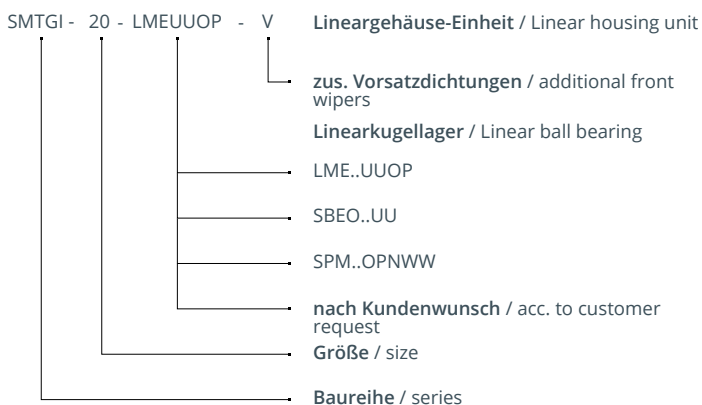 SMTGI - 20 - LMEUUOP - V Lineargehäuse-Einheit / Linear housing unit
zus. Vorsatzdichtungen / additional front
wipers
Linearkugellager / Linear ball bearing
LME..UUOP
SBEO..UU
SPM..OPNWW
nach Kundenwunsch / acc. to customer
request
Größe / size
Baureihe / series